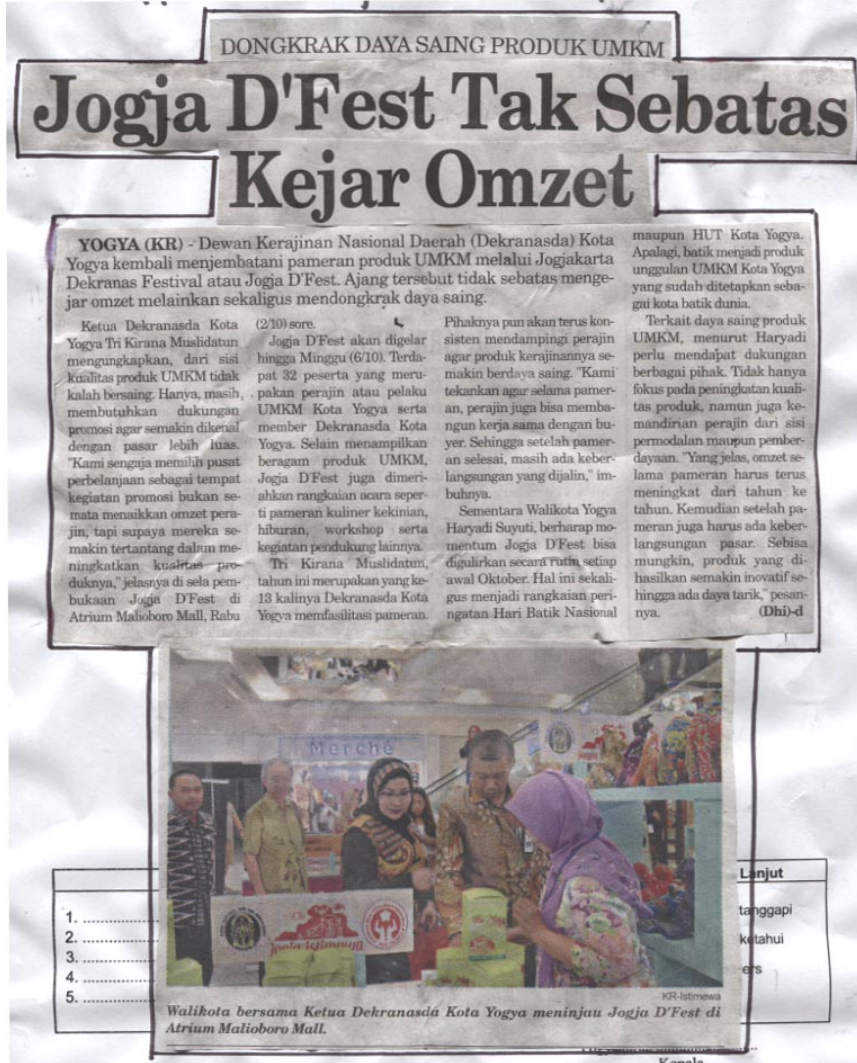 DONGKRAK DAYA SAING PRODUK UMKM
Jogja D'Fest Tak Sebatas
Kejar Omzet
YOGYA (KR) - Dewan Kerajinan Nasional Daerah (Dekranasda) Kota
Yogya kembali menjembatani pameran produk UMKM melalui Jogjakarta
Dekranas Festival atau Jogja D'Fest. Ajang tersebut tidak sebatas menge-
jar omzet melainkan sekaligus mendongkrak daya saing.
Ketua Dekranasda Kota
Yogya Tri Kirana Muslidatun
mengungkapkan, dari sisi
kualitas produk UMKM tidak
kalah bersaing. Hanya, masih
membutuhkan dukungan
promosi agar semakin dikenal
dengan pasar lebih luas.
"Kami sengaja memilih pusat
perbelanjaan sebagai tempat
kegiatan promosi bukan se-
mata menaikkan omzet pera-
jin, tapi supaya mereka se-
makin tertantang dalam me-
ningkatkan kualitas pro-
duknya," jelasnya di sela pem-
bukaan Jogja D'Fest di
Atrium Malioboro Mall, Rabu
(2/10) sore.
Jogja D'Fest akan digelar
hingga Minggu (6/10). Terda-
pat 32 peserta yang meru-
pakan perajin atau pelaku
UMKM Kota Yogya serta
member Dekranasda Kota
Yogya. Selain menampilkan
beragam produk UMKM,
Jogja D'Fest juga dimeri-
ahkan rangkaian acara seper-
ti pameran kuliner kekinian,
hiburan, workshop serta
kegiatan pendukung lainnya.
Tri Kirana Muslidatun,
tahun ini merupakan yang ke-
13 kalinya Dekranasda Kota
Yogya memfasilitasi pameran.
Pihaknya pun akan terus kon-
sisten mendampingi perajin
agar produk kerajinannya se-
makin berdaya saing. "Kami
tekankan agar selama pamer-
an, perajin juga bisa memba-
ngun kerja sama dengan bu-
yer. Sehingga setelah pamer-
an selesai, masih ada keber-
langsungan yang dijalin," im-
buhnya.
Sementara Walikota Yogya
Haryadi Suyuti, berharap mo-
mentum Jogja D'Fest bisa
digulirkan secara rutin setiap
awal Oktober. Hal ini sekali-
gus menjadi rangkaian peri-
ngatan Hari Batik Nasional
maupun HUT Kota Yogya.
Apalagi, batik menjadi produk
unggulan UMKM Kota Yogya
yang sudah ditetapkan seba-
gai kota batik dunia.
Terkait daya saing produk
UMKM, menurut Haryadi
perlu mendapat dukungan
berbagai pihak. Tidak hanya
fokus pada peningkatan kuali-
tas produk, namun juga ke-
mandirian perajin dari sisi
permodalan maupun pember-
dayaan. "Yang jelas, omzet se-
lama pameran harus terus
meningkat dari tahun ke
tahun. Kemudian setelah pa-
meran juga harus ada keber-
langsungan pasar. Sebisa
mungkin, produk yang di-
hasilkan semakin inovatif se-
hingga ada daya tarik," pesan-
nya. (Dhi)-d
Merche
Jogja Istimewa
Lanjut
1. ................
2. ................
3. ................
4. ................
5. ................
tanggapi
ketahui
ers
KR-Istimewa
Walikota bersama Ketua Dekranasda Kota Yogya meninjau Jogja D'Fest di
Atrium Malioboro Mall.